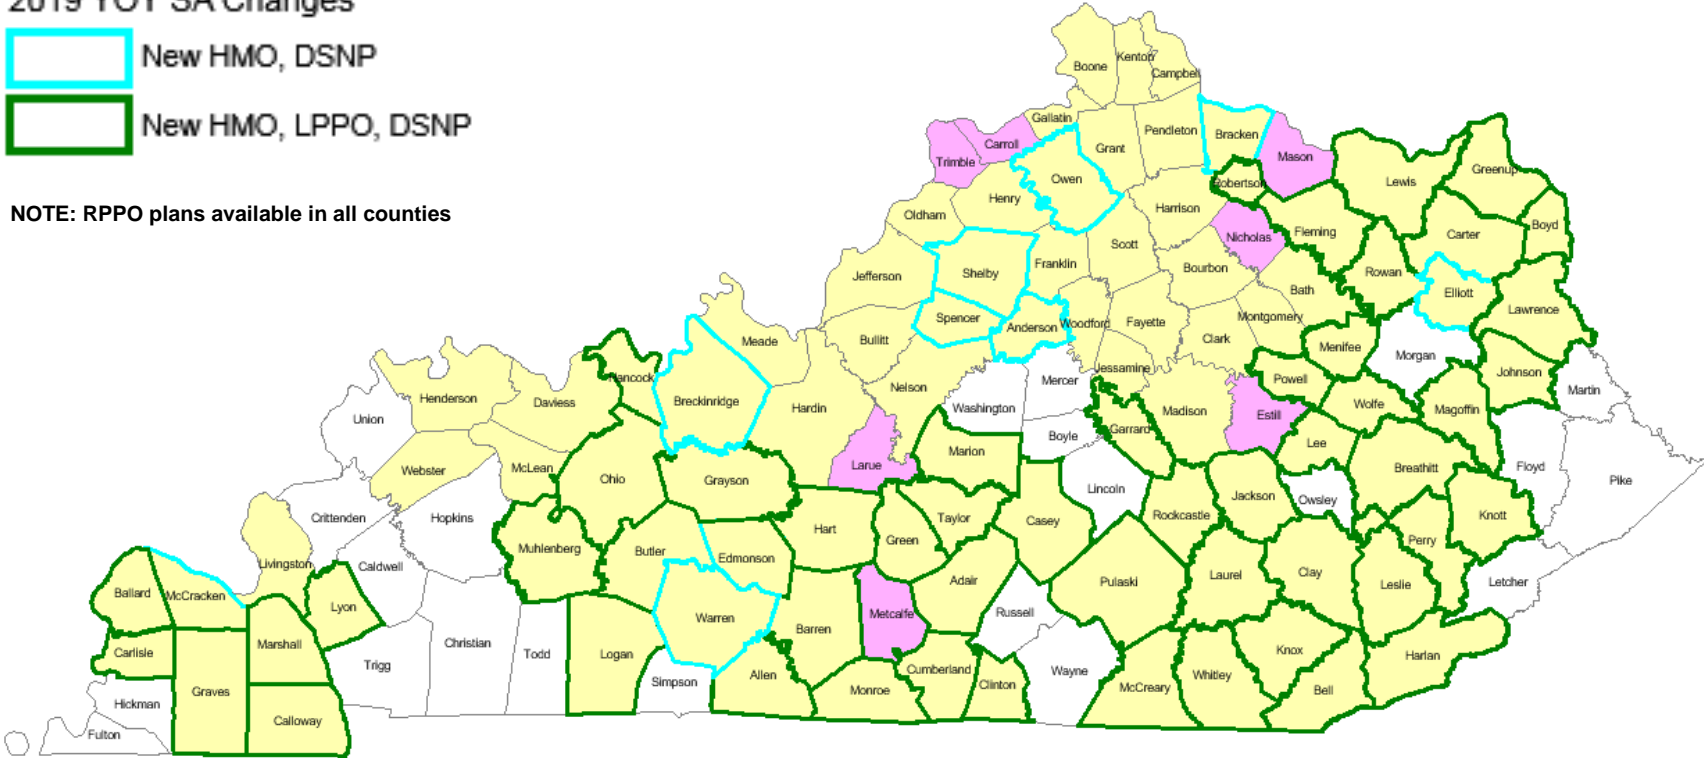 2019 YOY SA Changes
New HMO, DSNP
New HMO, LPPO, DSNP
NOTE: RPPO plans available in all counties
Boone
Kenton
Campbell
Gallatin
Carroll
Trimble
Grant
Pendleton
Bracken
Mason
Robertson
Lewis
Greenup
Owen
Henry
Oldham
Harrison
Nicholas
Fleming
Carter
Boyd
Rowan
Scott
Franklin
Shelby
Jefferson
Bourbon
Bath
Elliott
Lawrence
Spencer
Anderson
Woodford
Fayette
Montgomery
Clark
Bullitt
Meade
Menifee
Morgan
Johnson
Martin
Powell
Jessamine
Mercer
Nelson
Hardin
Breckinridge
Hancock
Daviess
Henderson
Union
Washington
Madison
Estill
Wolfe
Magoffin
Garrard
Boyle
Lee
Marion
Larue
Breathitt
Floyd
Pike
Webster
McLean
Ohio
Grayson
Lincoln
Jackson
Owsley
Knott
Rockcastle
Casey
Taylor
Hart
Green
Perry
Crittenden
Hopkins
Muhlenberg
Butler
Edmonson
Livingston
Caldwell
Adair
Pulaski
Laurel
Clay
Leslie
Letcher
Ballard
McCracken
Lyon
Warren
Barren
Metcalfe
Russell
Marshall
Carlisle
Trigg
Christian
Todd
Logan
Simpson
Allen
Monroe
Cumberland
Clinton
Wayne
McCreary
Whitley
Knox
Bell
Harlan
Graves
Hickman
Calloway
Fulton